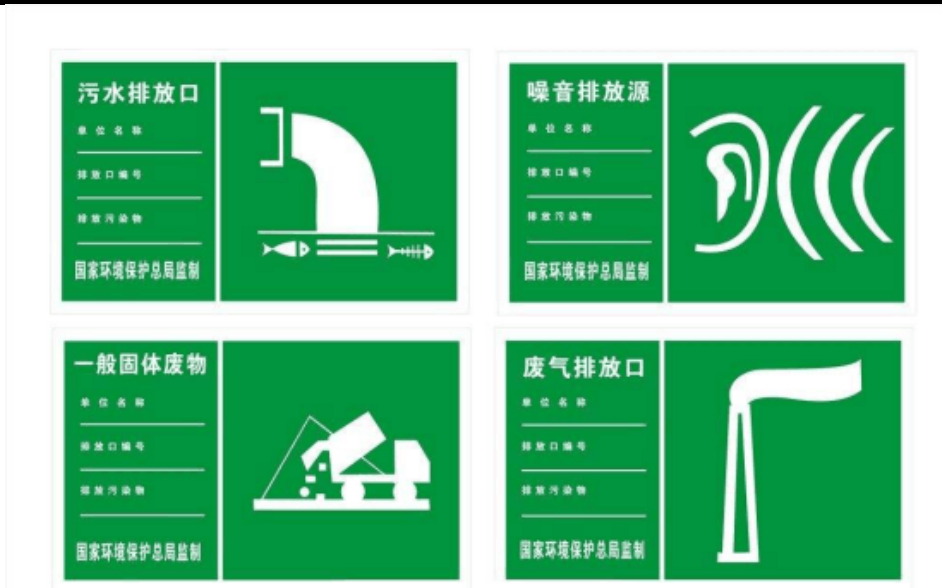 污水排放口
单位名称
排放口编号
排放污染物
国家环境保护总局监制
噪音排放源
单位名称
排放口编号
排放污染物
国家环境保护总局监制
一般固体废物
单位名称
排放口编号
排放污染物
国家环境保护总局监制
废气排放口
单位名称
排放口编号
排放污染物
国家环境保护总局监制